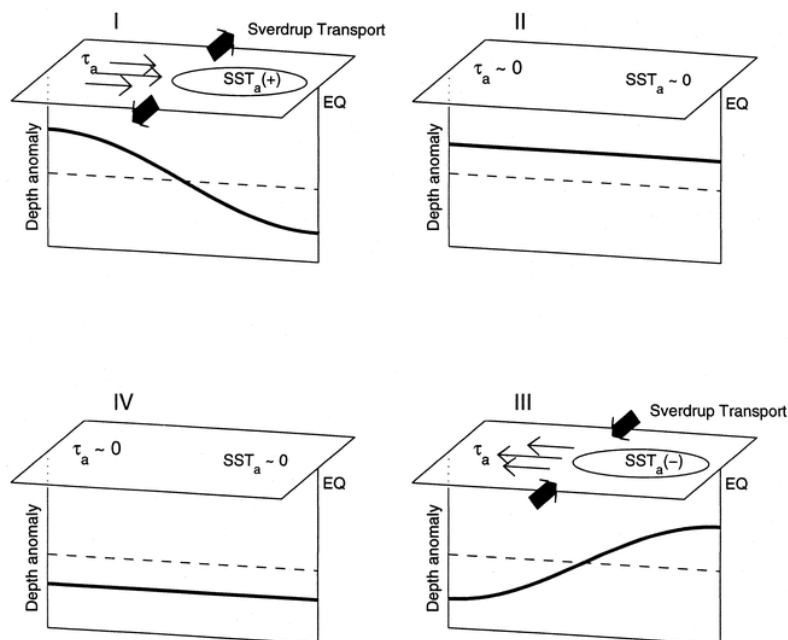 I
Sverdrup Transport
τa
SSTa(+)
EQ
Depth anomaly
II
τa ~ 0
SSTa ~ 0
EQ
Depth anomaly
IV
τa ~ 0
SSTa ~ 0
EQ
Depth anomaly
III
Sverdrup Transport
τa
SSTa(−)
EQ
Depth anomaly